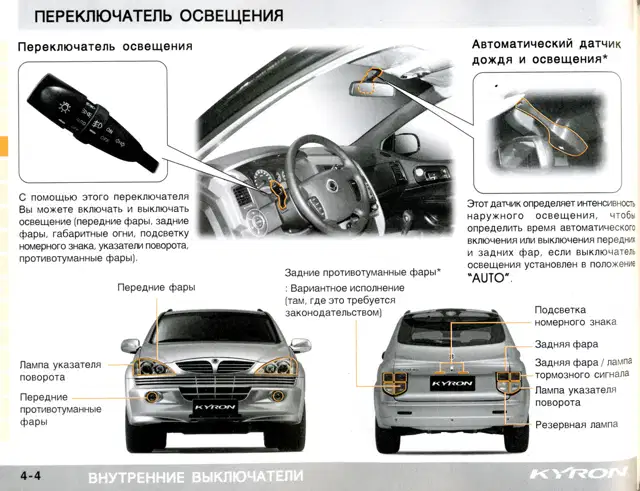 ПЕРЕКЛЮЧАТЕЛЬ ОСВЕЩЕНИЯ
Переключатель освещения
Автоматический датчик
дождя и освещения*
С помощью этого переключателя
Вы можете включать и выключать
освещение (передние фары, задние
фары, габаритные огни, подсветку
номерного знака, указатели поворота,
противотуманные фары).
Этот датчик определяет интенсивность
наружного освещения, чтобы
определить время автоматического
включения или выключения передних
и задних фар, если выключатель
освещения установлен в положение
"AUTO".
Задние противотуманные фары*
: Вариантное исполнение
(там, где это требуется
законодательством)
Передние фары
Лампа указателя
поворота
Передние
противотуманные
фары
KYRON
KYRON
Подсветка
номерного знака
Задняя фара
Задняя фара / лампа
тормозного сигнала
Лампа указателя
поворота
Резервная лампа
4-4
ВНУТРЕННИЕ ВЫКЛЮЧАТЕЛИ
KYRON